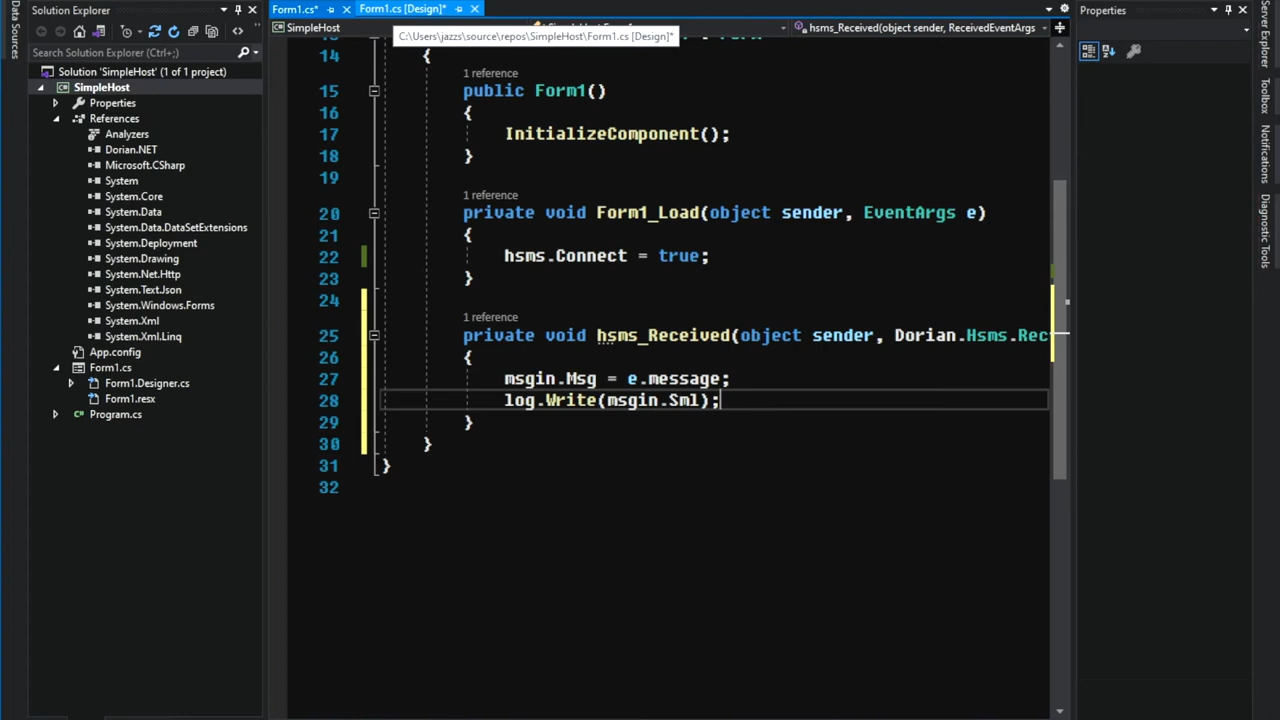 Data Sources
Solution Explorer
Search Solution Explorer (Ctrl+;)
Solution 'SimpleHost' (1 of 1 project)
SimpleHost
Properties
References
Analyzers
Dorian.NET
Microsoft.CSharp
System
System.Core
System.Data
System.Data.DataSetExtensions
System.Deployment
System.Drawing
System.Net.Http
System.Text.Json
System.Windows.Forms
System.Xml
System.Xml.Linq
App.config
Form1.cs
Form1.Designer.cs
Form1.resx
Program.cs
Form1.cs* Form1.cs [Design]*
SimpleHost hsms_Received(object sender, ReceivedEventArgs
C:\Users\jazzs\source\repos\SimpleHost\Form1.cs [Design]*
14 {
1 reference
15 public Form1()
16 {
17 InitializeComponent();
18 }
19
1 reference
20 private void Form1_Load(object sender, EventArgs e)
21 {
22 hsms.Connect = true;
23 }
24
1 reference
25 private void hsms_Received(object sender, Dorian.Hsms.Rec
26 {
27 msgin.Msg = e.message;
28 log.Write(msgin.Sml);
29 }
30 }
31 }
32
Properties
Server Explorer
Toolbox
Notifications
Diagnostic Tools